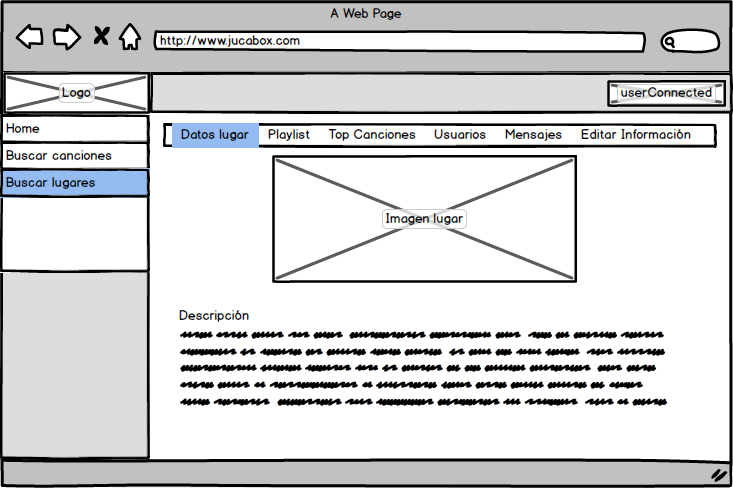 A Web Page
http://www.jucabox.com
Logo
userConnected
Home
Buscar canciones
Buscar lugares
Datos lugar Playlist Top Canciones Usuarios Mensajes Editar Información
Imagen lugar
Descripción